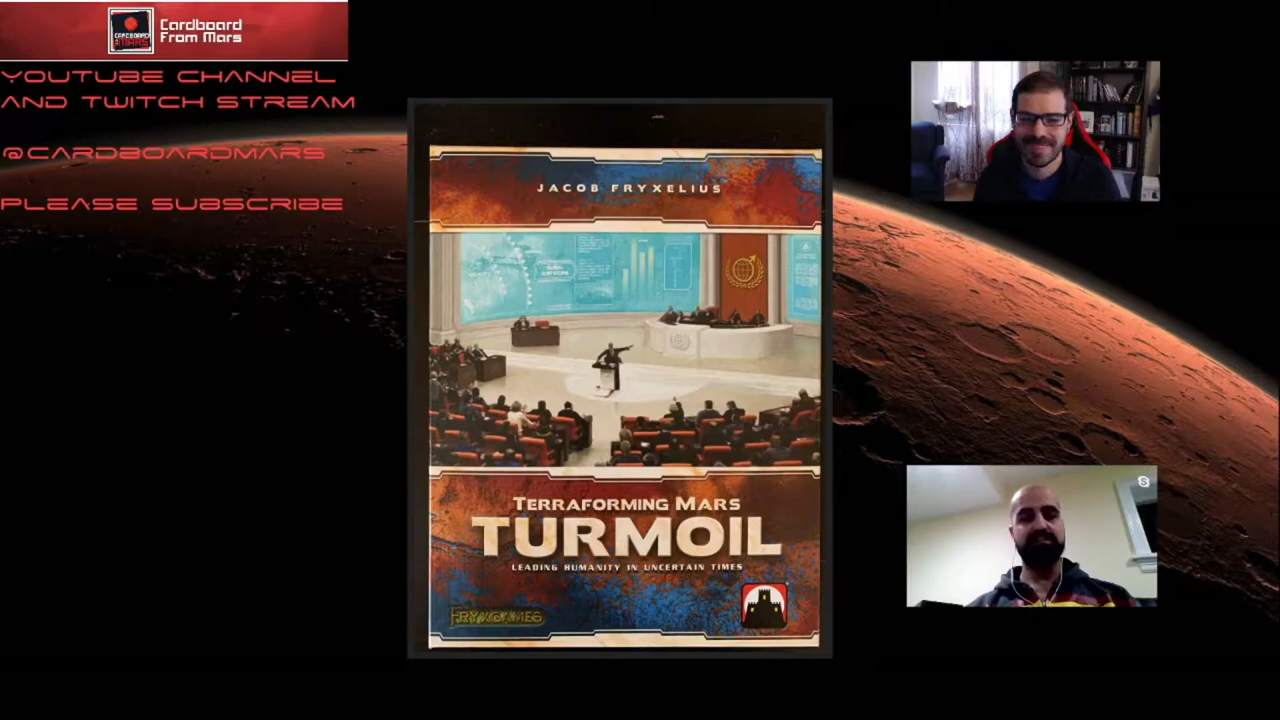 Cardboard
From Mars
YOUTUBE CHANNEL
AND TWITCH STREAM
@CARDBOARDMARS
PLEASE SUBSCRIBE
JACOB FRYXELIUS
TERRAFORMING MARS
TURMOIL
LEADING HUMANITY IN UNCERTAIN TIMES
FRYXGAMES